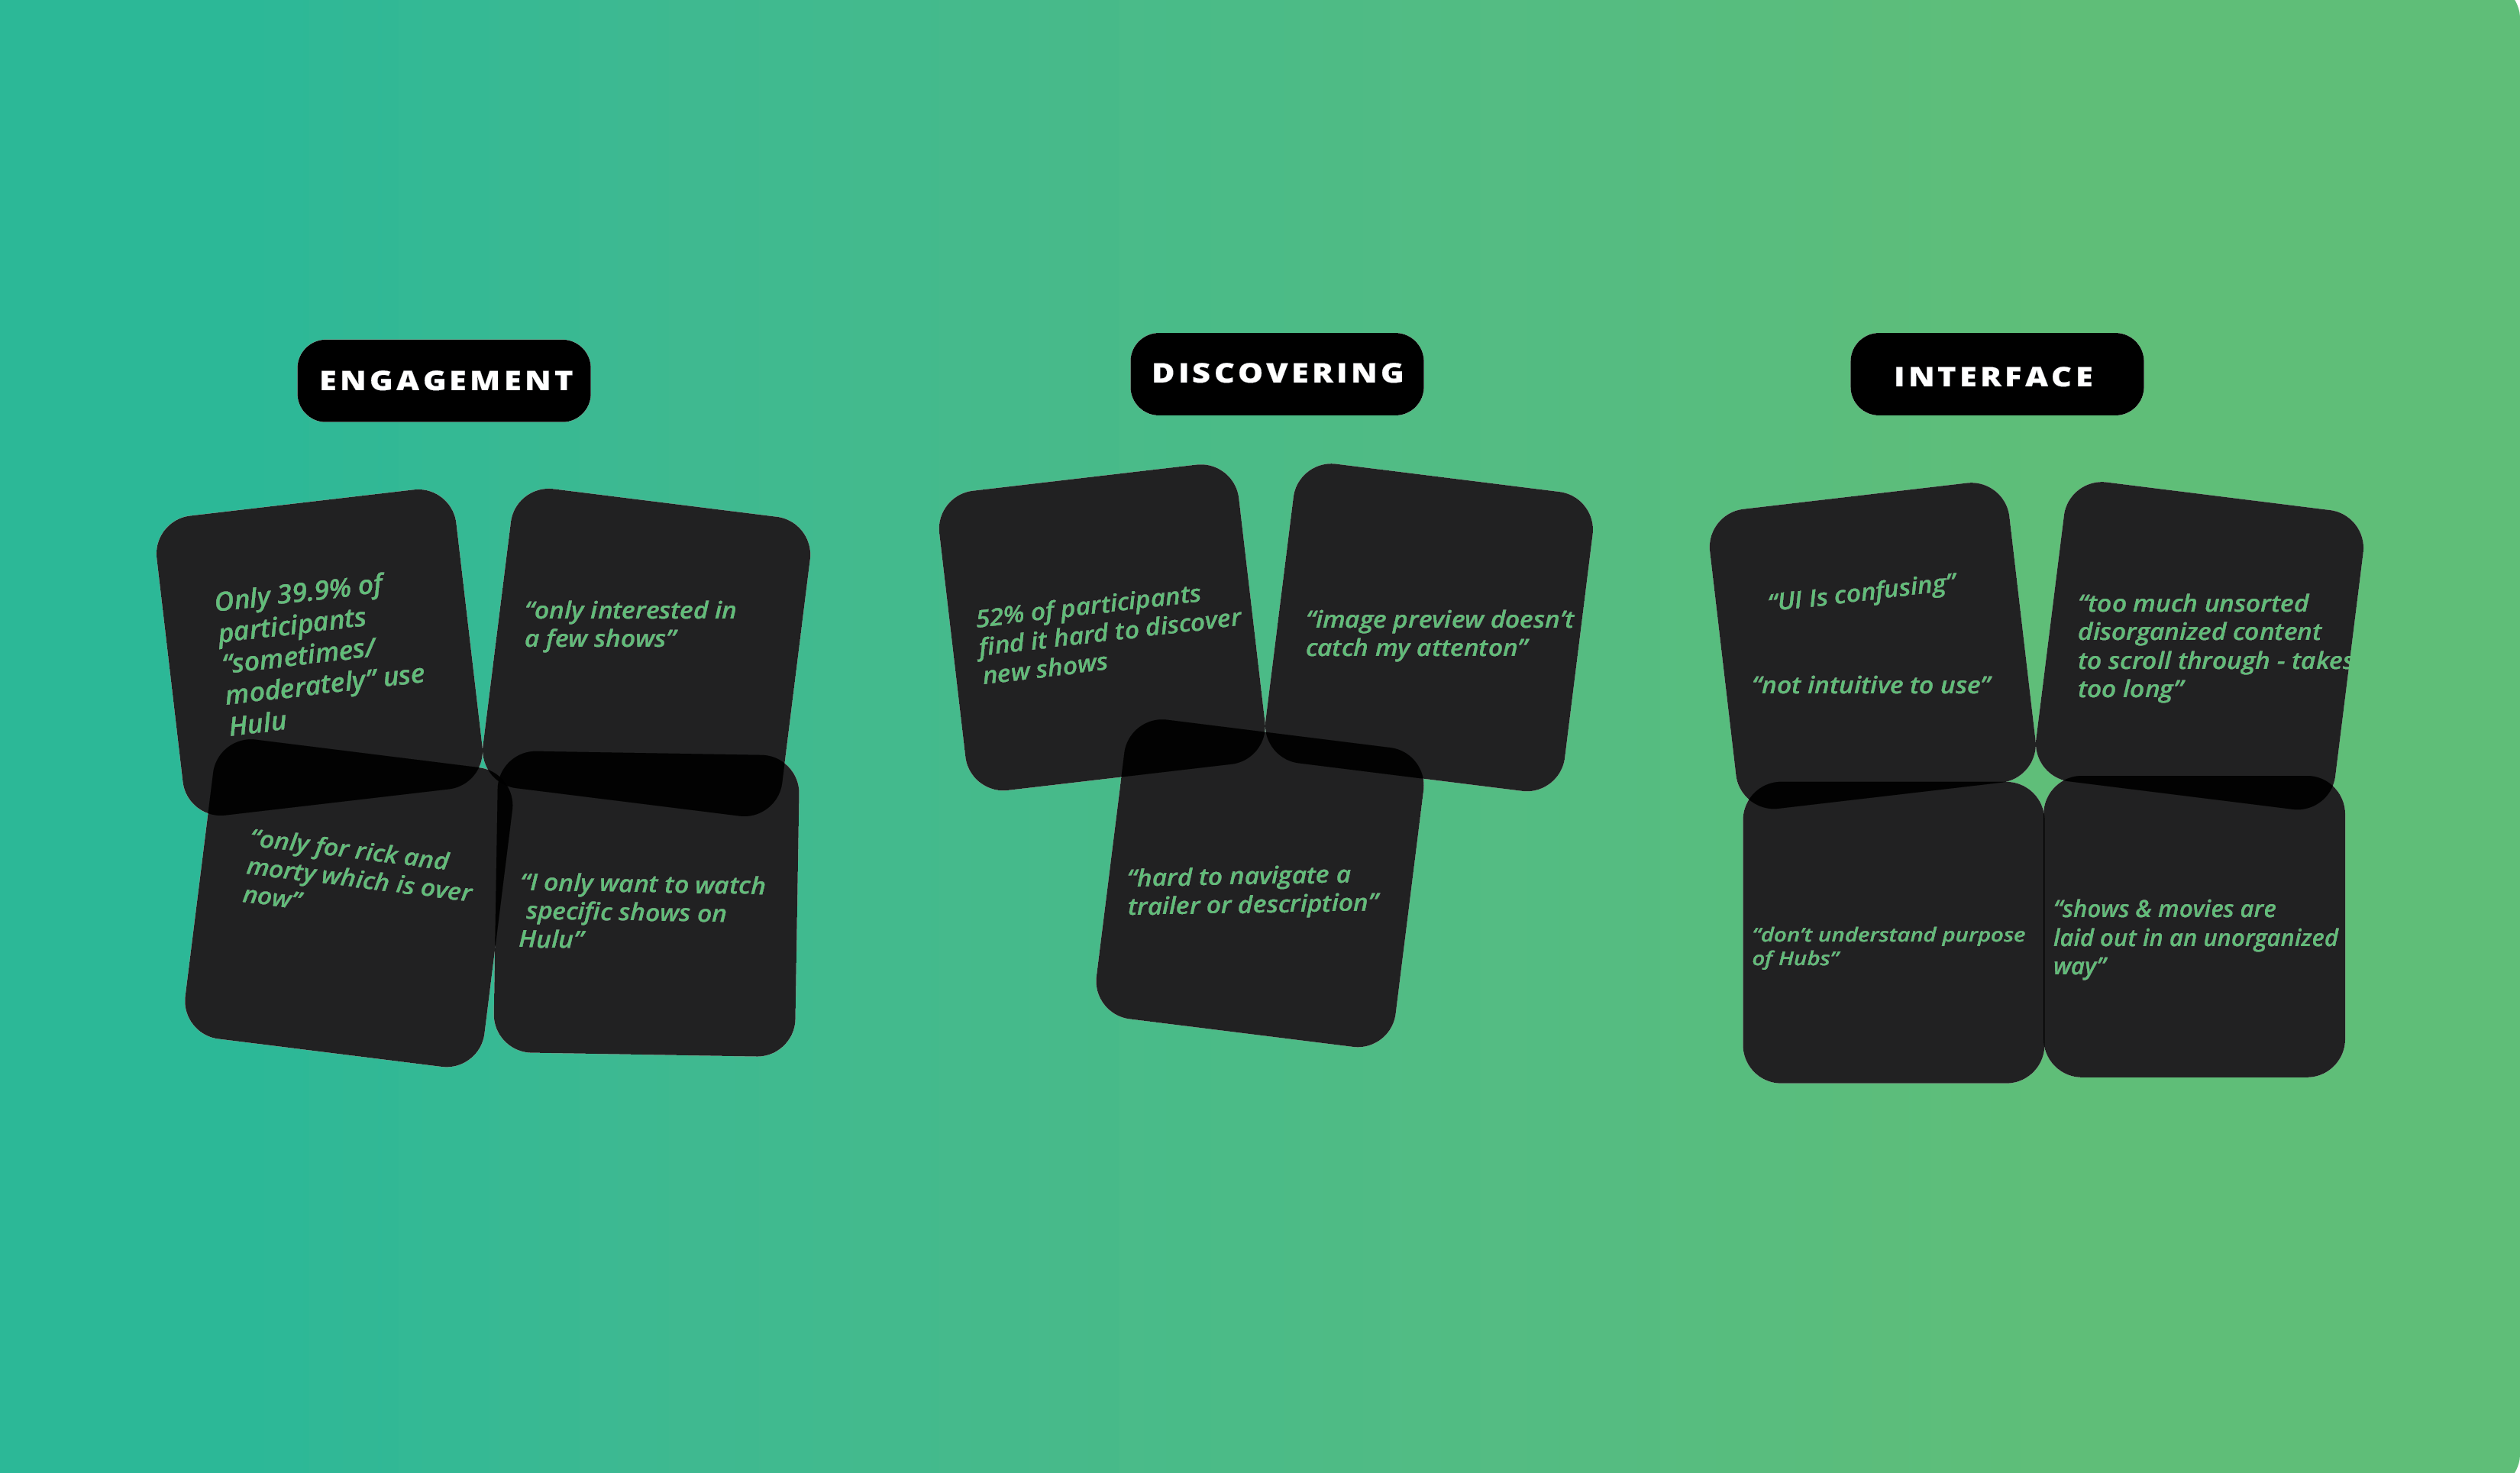 ENGAGEMENT
Only 39.9% of
participants
“sometimes/
moderately” use
Hulu
“only interested in
a few shows”
“only for rick and
morty which is over
now”
“I only want to watch
specific shows on
Hulu”
DISCOVERING
52% of participants
find it hard to discover
new shows
“image preview doesn’t
catch my attenton”
“hard to navigate a
trailer or description”
INTERFACE
“UI Is confusing”
“not intuitive to use”
“too much unsorted
disorganized content
to scroll through - takes
too long”
“don’t understand purpose
of Hubs”
“shows & movies are
laid out in an unorganized
way”